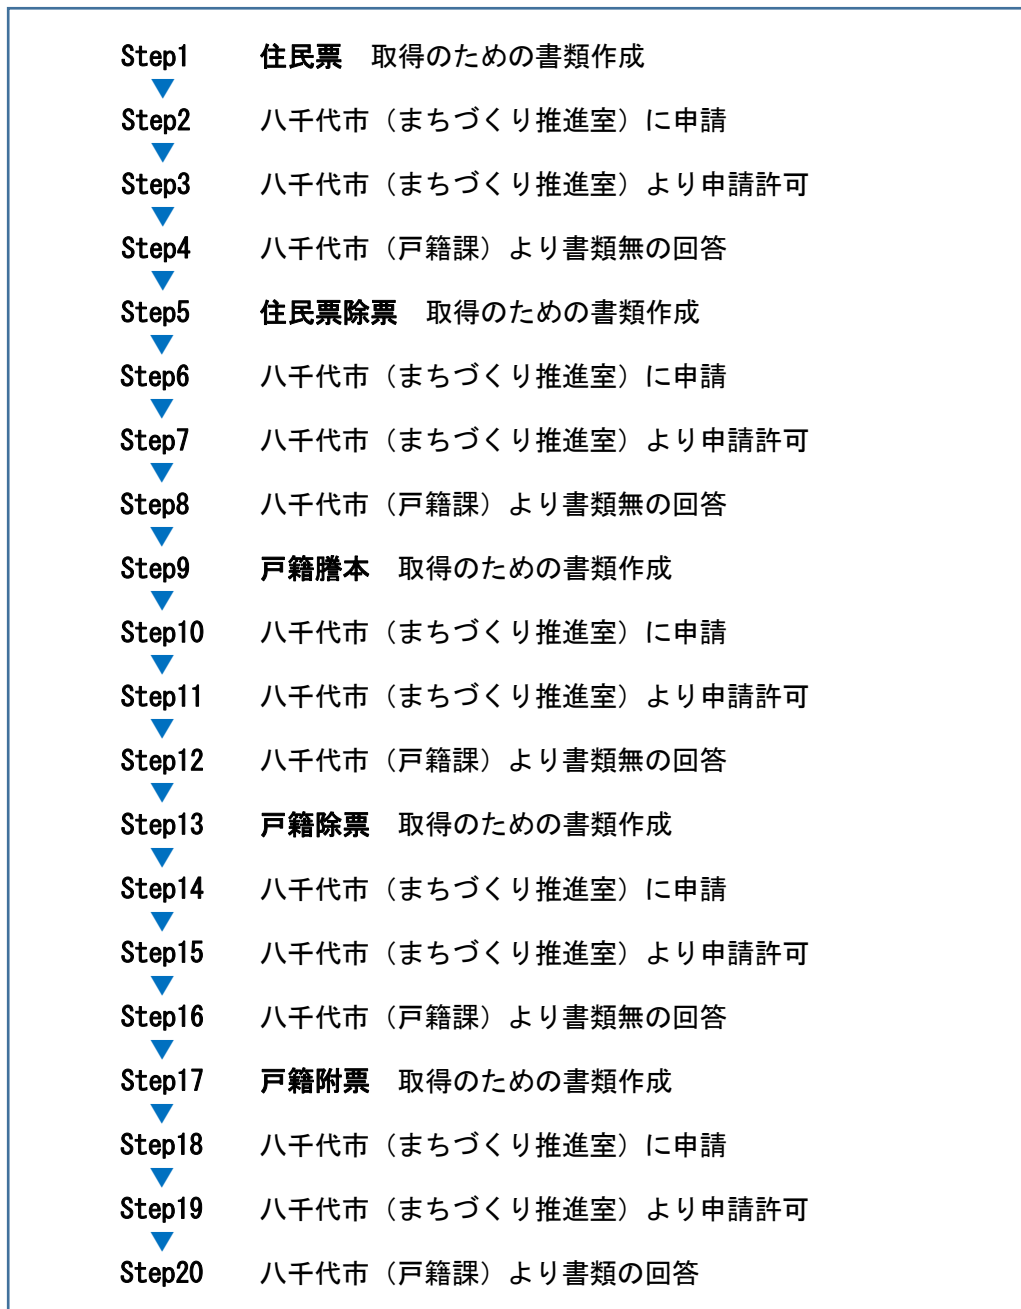 Step1 住民票 取得のための書類作成
▼
Step2 八千代市（まちづくり推進室）に申請
▼
Step3 八千代市（まちづくり推進室）より申請許可
▼
Step4 八千代市（戸籍課）より書類無の回答
▼
Step5 住民票除票 取得のための書類作成
▼
Step6 八千代市（まちづくり推進室）に申請
▼
Step7 八千代市（まちづくり推進室）より申請許可
▼
Step8 八千代市（戸籍課）より書類無の回答
▼
Step9 戸籍謄本 取得のための書類作成
▼
Step10 八千代市（まちづくり推進室）に申請
▼
Step11 八千代市（まちづくり推進室）より申請許可
▼
Step12 八千代市（戸籍課）より書類無の回答
▼
Step13 戸籍除票 取得のための書類作成
▼
Step14 八千代市（まちづくり推進室）に申請
▼
Step15 八千代市（まちづくり推進室）より申請許可
▼
Step16 八千代市（戸籍課）より書類無の回答
▼
Step17 戸籍附票 取得のための書類作成
▼
Step18 八千代市（まちづくり推進室）に申請
▼
Step19 八千代市（まちづくり推進室）より申請許可
▼
Step20 八千代市（戸籍課）より書類の回答